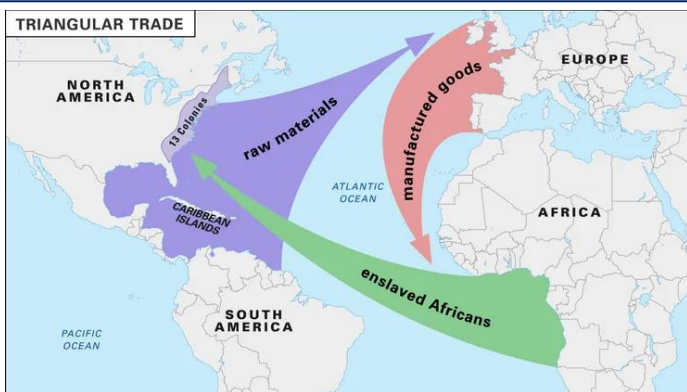 TRIANGULAR TRADE
NORTH
AMERICA
13 Colonies
raw materials
manufactured goods
EUROPE
ATLANTIC
OCEAN
CARIBBEAN
ISLANDS
AFRICA
enslaved Africans
SOUTH
AMERICA
PACIFIC
OCEAN